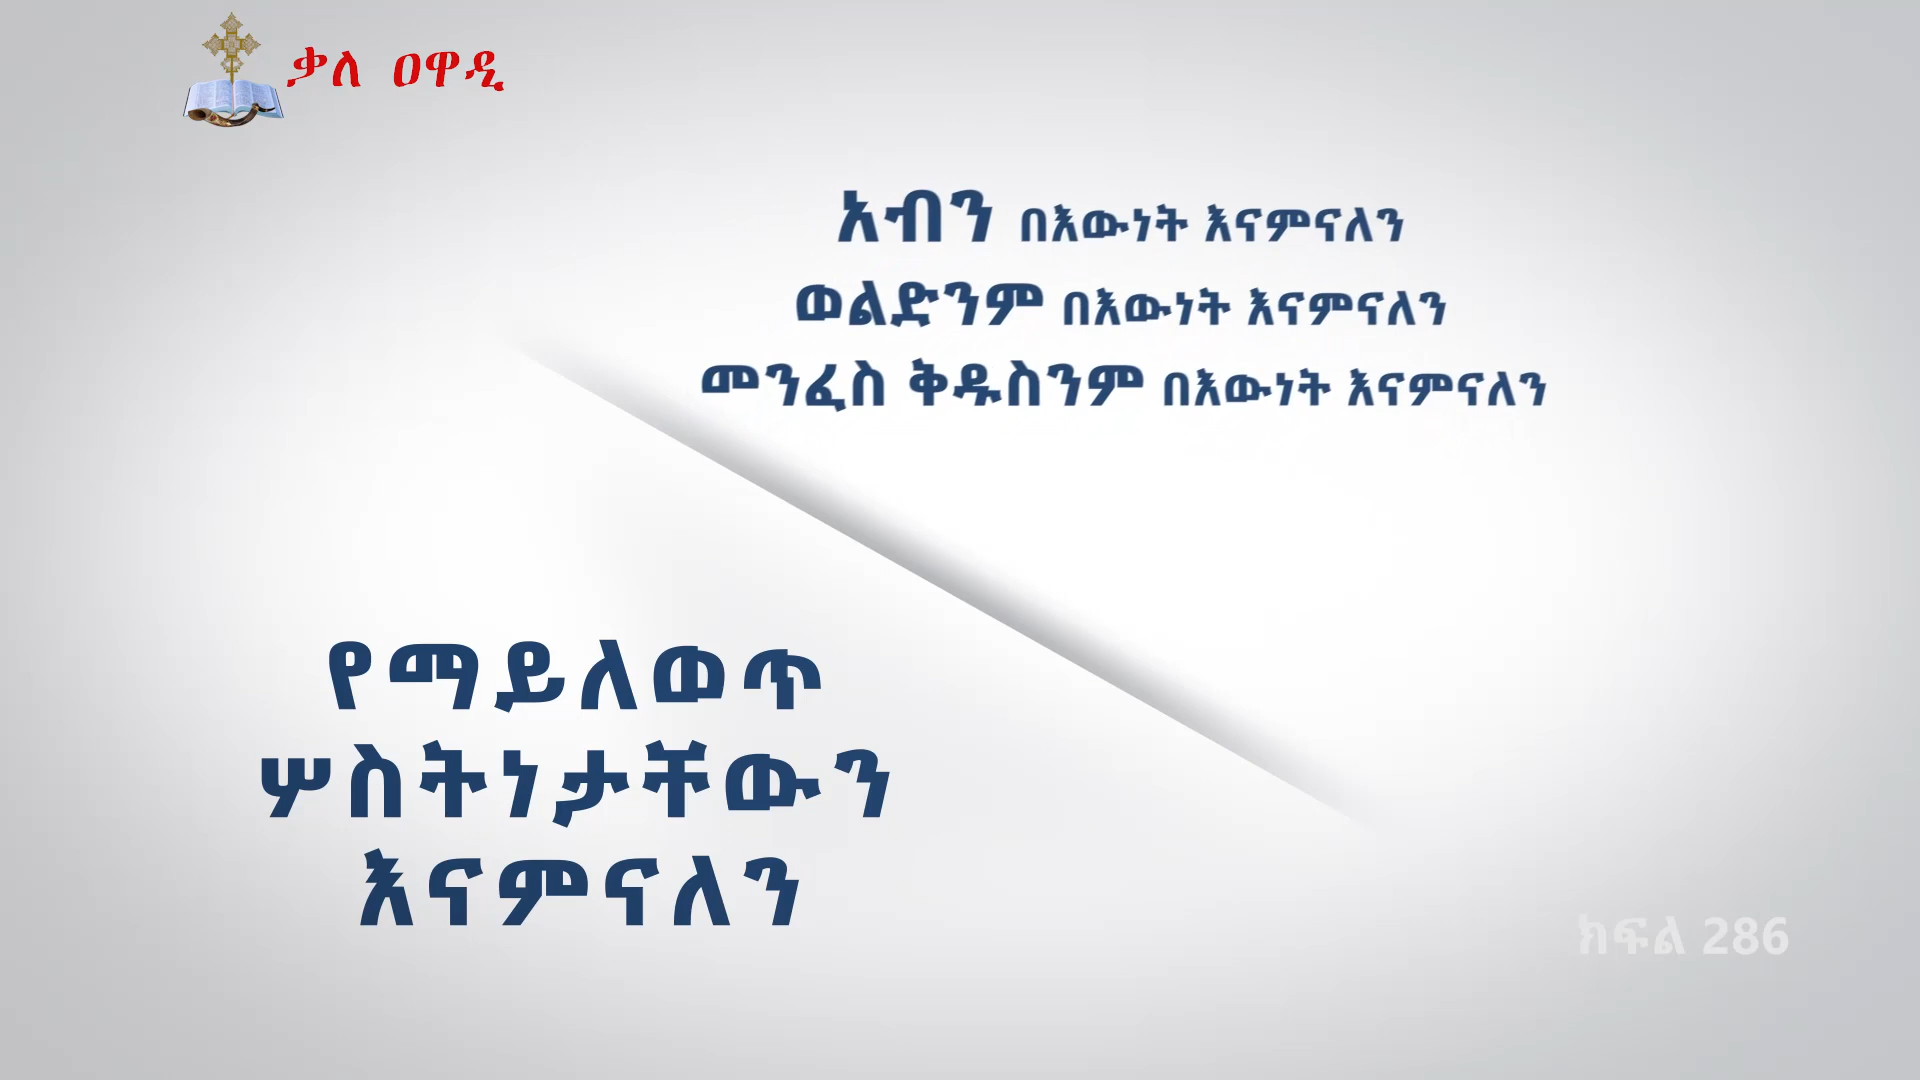 ቃለ ዐዋዲ
አብን በእውነት እናምናለን
ወልድንም በእውነት እናምናለን
መንፈስ ቅዱስንም በእውነት እናምናለን
የማይለወጥ
ሦስትነታቸውን
እናምናለን
ክፍል 286